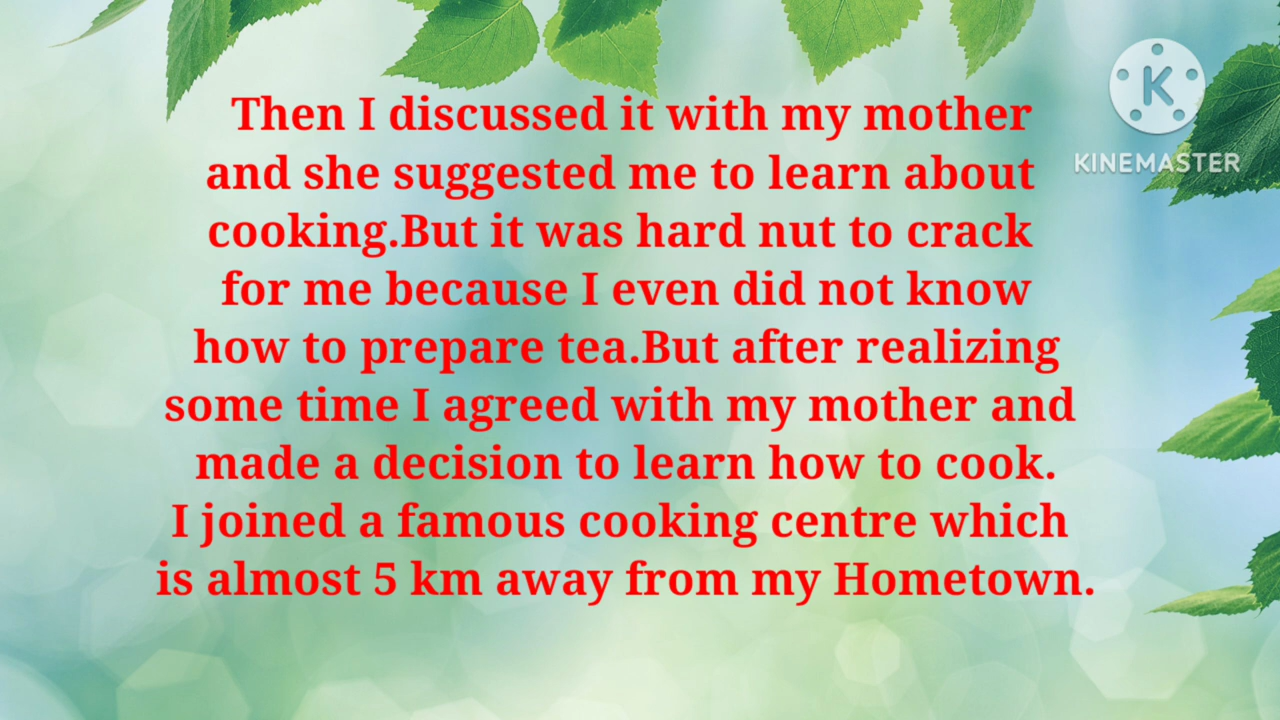 Then I discussed it with my mother
and she suggested me to learn about
cooking.But it was hard nut to crack
for me because I even did not know
how to prepare tea.But after realizing
some time I agreed with my mother and
made a decision to learn how to cook.
I joined a famous cooking centre which
is almost 5 km away from my Hometown.
K
KINEMASTER